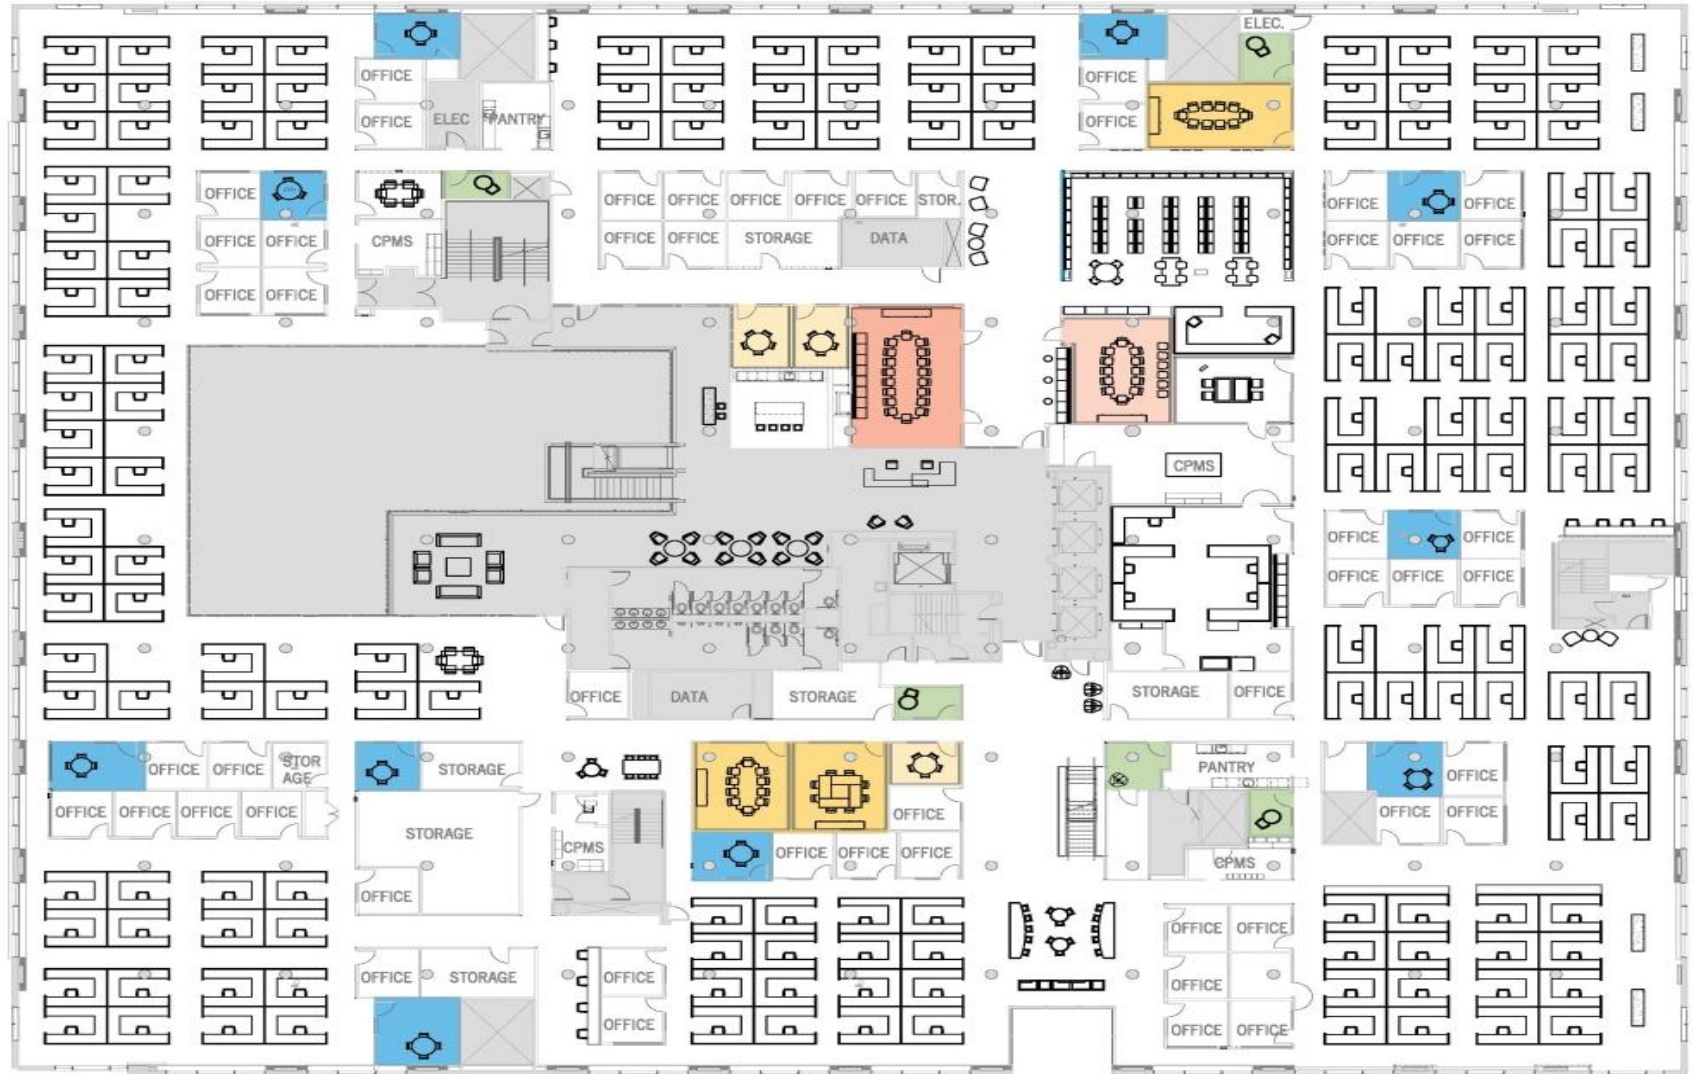 ELEC.
OFFICE
OFFICE
OFFICE ELEC PANTRY
OFFICE
OFFICE
OFFICE OFFICE OFFICE OFFICE OFFICE STOR.
OFFICE OFFICE
OFFICE OFFICE CPMS
OFFICE OFFICE STORAGE DATA
OFFICE OFFICE OFFICE
OFFICE OFFICE
CPMS
OFFICE OFFICE
OFFICE OFFICE OFFICE
OFFICE DATA STORAGE
STORAGE OFFICE
OFFICE OFFICE STOR
AGE
STORAGE
PANTRY
OFFICE
OFFICE OFFICE OFFICE OFFICE
STORAGE
OFFICE
OFFICE OFFICE
CPMS
OFFICE OFFICE OFFICE
CPMS
OFFICE
OFFICE OFFICE
OFFICE STORAGE
OFFICE
OFFICE
OFFICE
OFFICE OFFICE